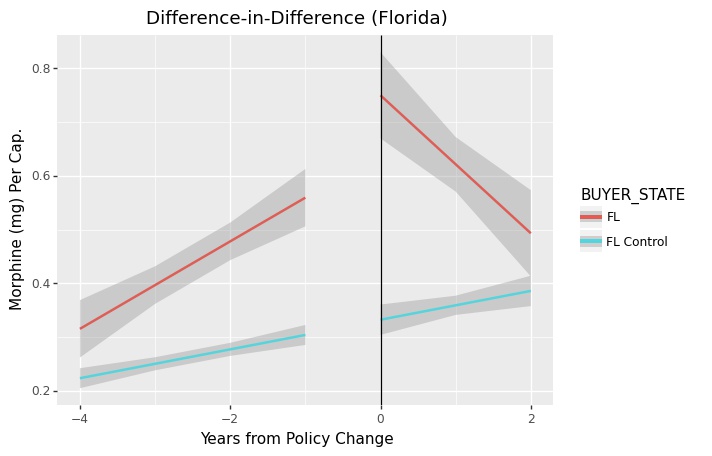 Difference-in-Difference (Florida)
Morphine (mg) Per Cap.
0.8
0.6
0.4
0.2
−4
−2
0
2
Years from Policy Change
BUYER_STATE
FL
FL Control